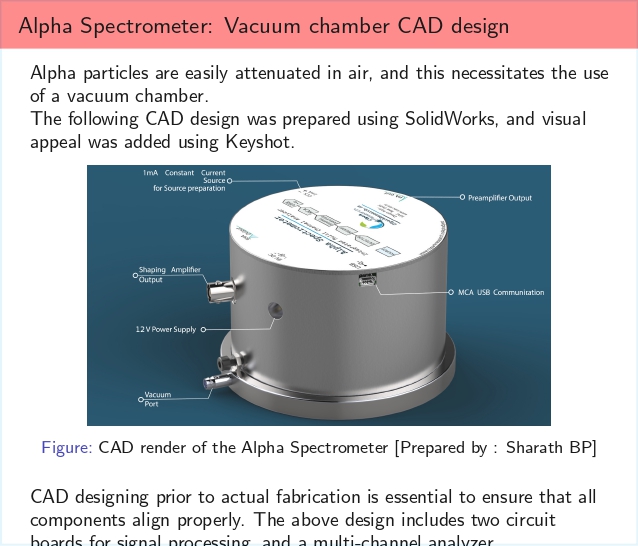 Alpha Spectrometer: Vacuum chamber CAD design
Alpha particles are easily attenuated in air, and this necessitates the use
of a vacuum chamber.
The following CAD design was prepared using SolidWorks, and visual
appeal was added using Keyshot.
1mA Constant Current
Source
for Source preparation
Preamplifier Output
Alpha Spectrometer
Shaping Amplifier
Output
USB
MCA USB Communisation
12 V Power Supply
Vacuum
Port
Figure: CAD render of the Alpha Spectrometer [Prepared by : Sharath BP]
CAD designing prior to actual fabrication is essential to ensure that all
components align properly. The above design includes two circuit
boards for signal processing, and a multi-channel analyzer